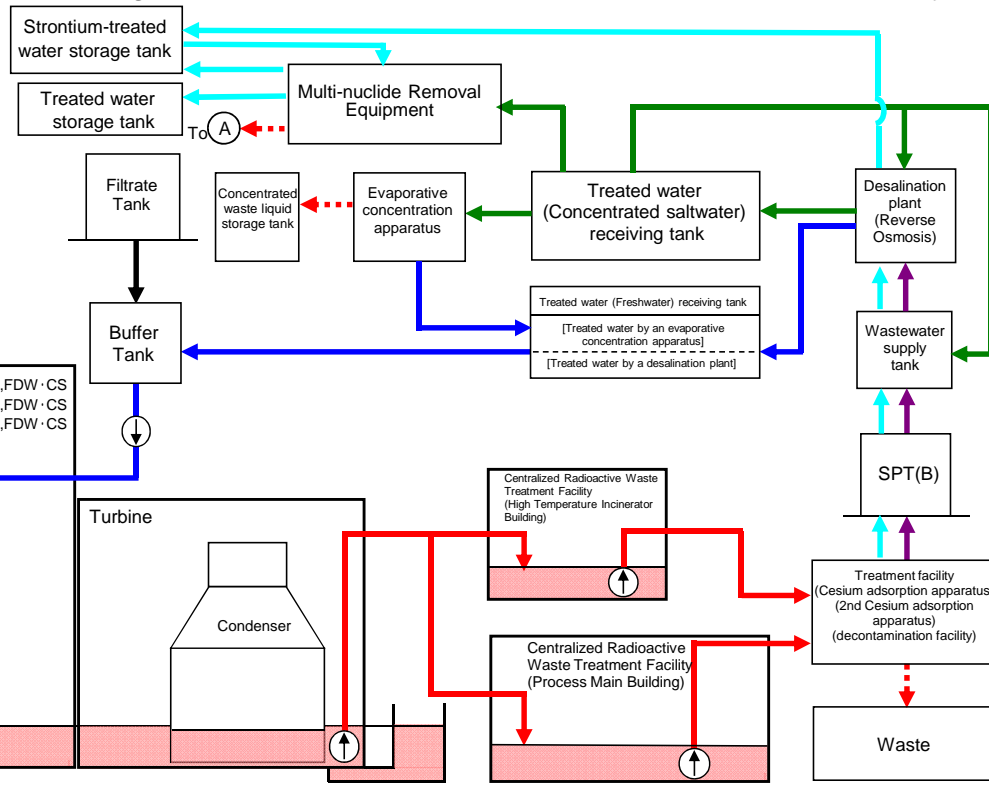 Strontium-treated
water storage tank
Treated water
storage tank
To
A
Multi-nuclide Removal
Equipment
Filtrate
Tank
Concentrated
waste liquid
storage tank
Evaporative
concentration
apparatus
Treated water
(Concentrated saltwater)
receiving tank
Desalination
plant
(Reverse
Osmosis)
Buffer
Tank
Treated water (Freshwater) receiving tank
[Treated water by an evaporative
concentration apparatus]
[Treated water by a desalination plant]
Wastewater
supply
tank
,FDW・CS
,FDW・CS
,FDW・CS
SPT(B)
Turbine
Condenser
Centralized Radioactive Waste
Treatment Facility
(High Temperature Incinerator
Building)
Centralized Radioactive
Waste Treatment Facility
(Process Main Building)
Treatment facility
(Cesium adsorption apparatus
(2nd Cesium adsorption
apparatus)
(decontamination facility)
Waste